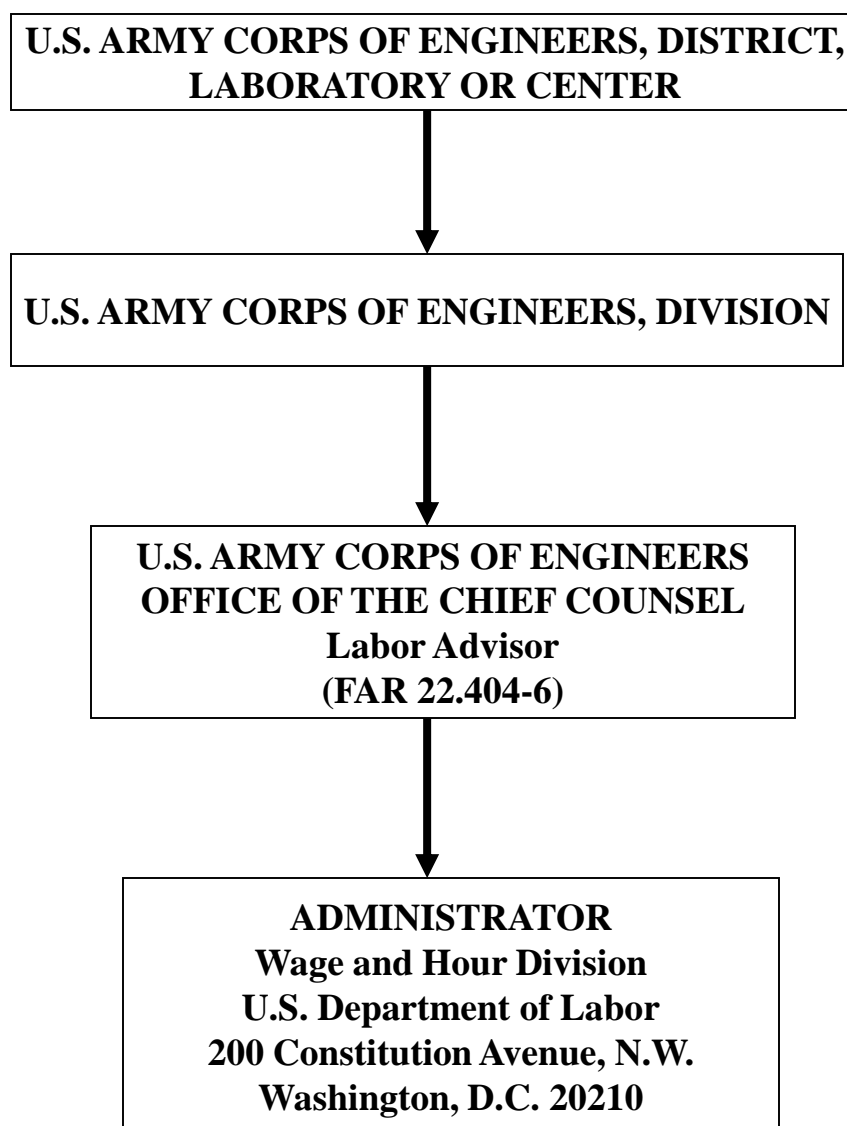 U.S. ARMY CORPS OF ENGINEERS, DISTRICT,
LABORATORY OR CENTER
U.S. ARMY CORPS OF ENGINEERS, DIVISION
U.S. ARMY CORPS OF ENGINEERS
OFFICE OF THE CHIEF COUNSEL
Labor Advisor
(FAR 22.404-6)
ADMINISTRATOR
Wage and Hour Division
U.S. Department of Labor
200 Constitution Avenue, N.W.
Washington, D.C. 20210